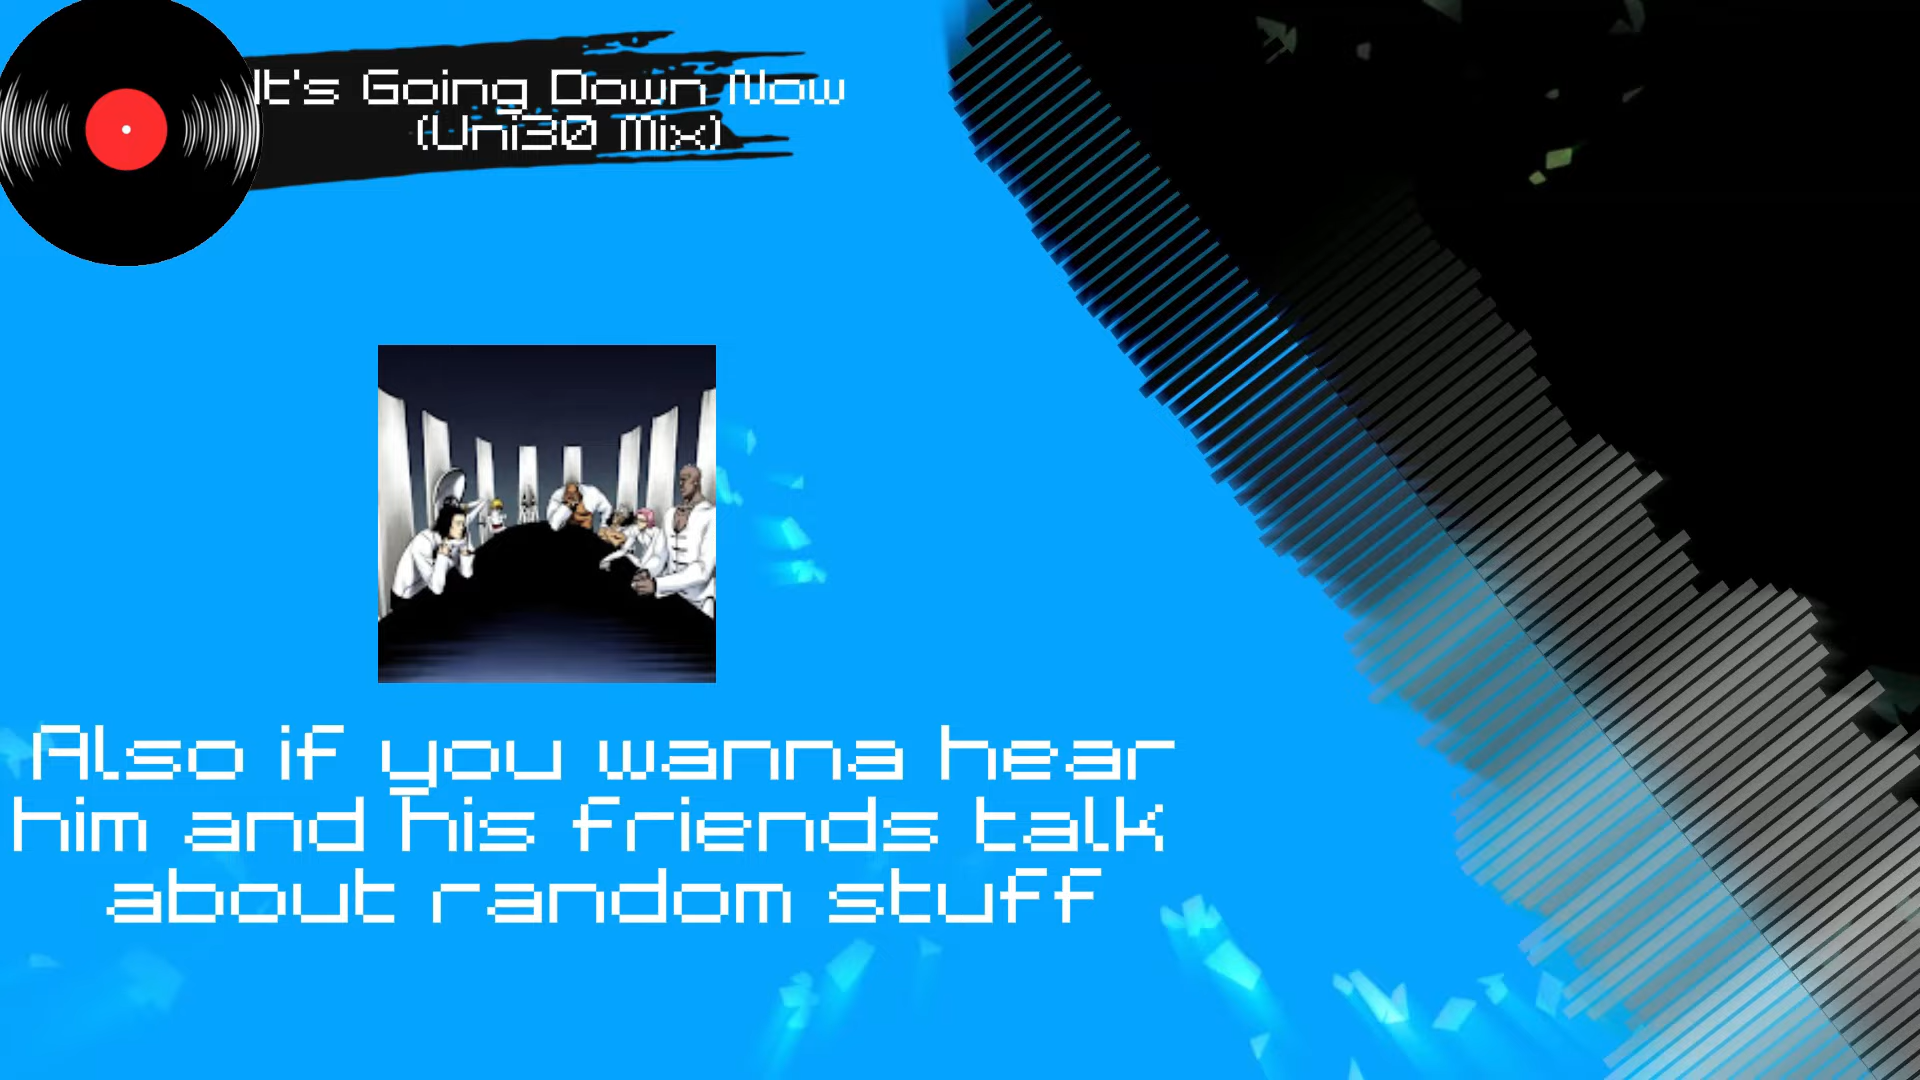 It's Going Down Now
(Uni30 Mix)
Also if you wanna hear
him and his friends talk
about random stuff